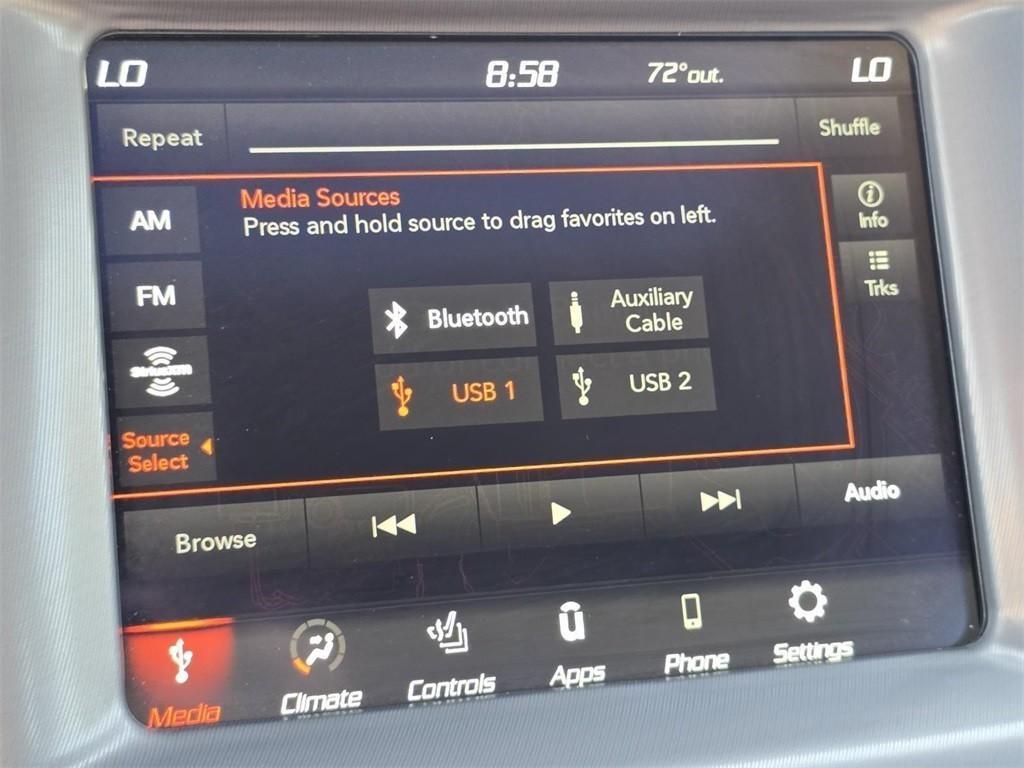 LO 8:58 72°out. LO
Repeat Shuffle
Media Sources
Press and hold source to drag favorites on left.
AM
Info
FM
Trks
Bluetooth
Auxiliary
Cable
SiriusXM
USB 1
USB 2
Source
Select
Browse
Audio
Media
Climate
Controls
Apps
Phone
Settings